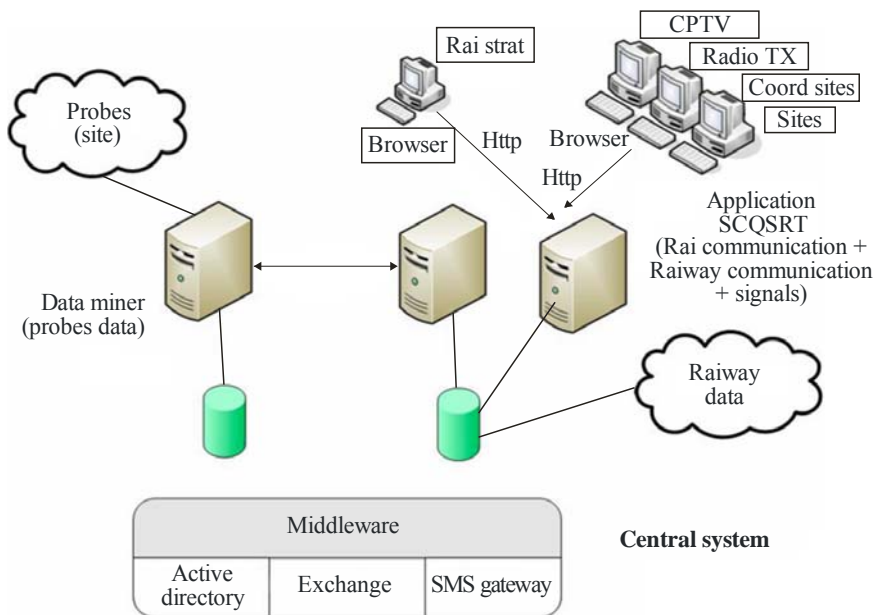 Rai strat
CPTV
Radio TX
Coord sites
Sites
Probes
(site)
Browser
Http
Browser
Http
Application
SCQSRT
(Rai communication +
Raiway communication
+ signals)
Data miner
(probes data)
Raiway
data
Middleware
Central system
Active
directory
Exchange
SMS gateway